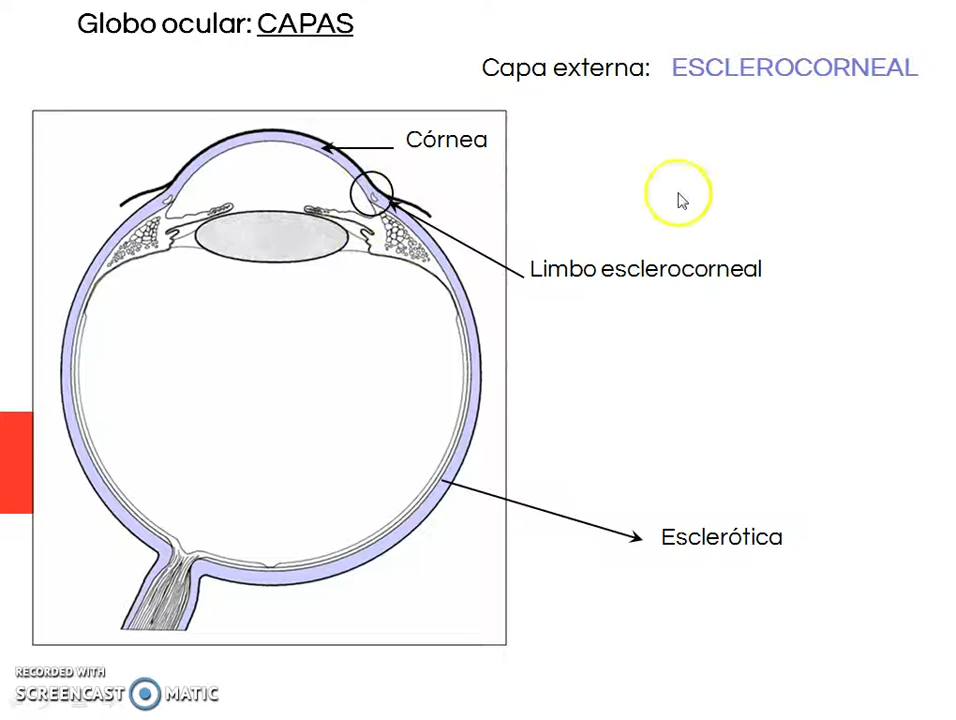 Globo ocular: CAPAS
Capa externa: ESCLEROCORNEAL
Córnea
Limbo esclerocorneal
Esclerótica
RECORDED WITH
SCREENCAST MATIC